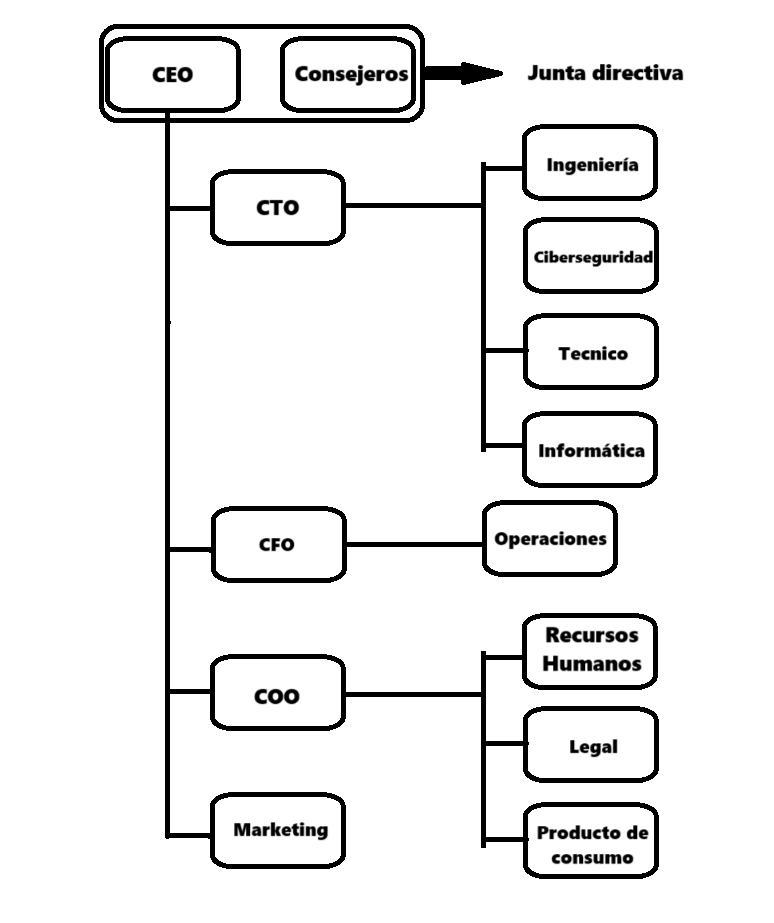 CEO
Consejeros
Junta directiva
CTO
Ingeniería
Ciberseguridad
Tecnico
Informática
CFO
Operaciones
COO
Recursos
Humanos
Legal
Producto de
consumo
Marketing